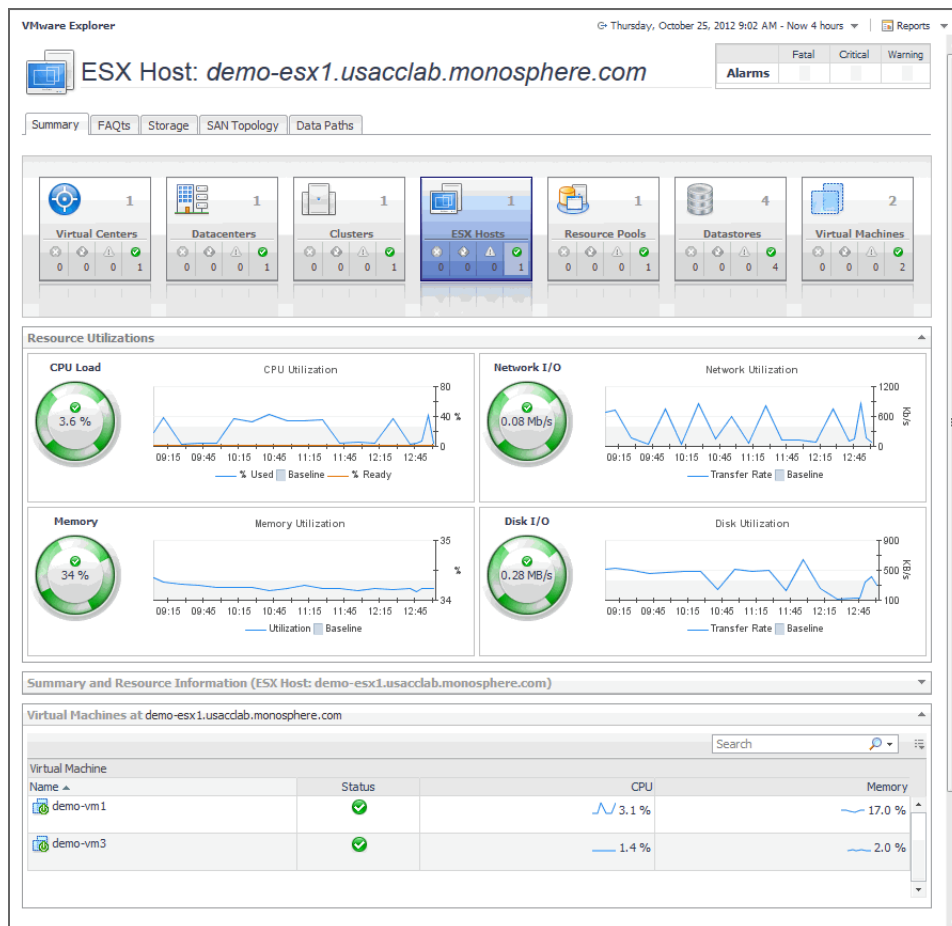 VMware Explorer
Thursday, October 25, 2012 9:02 AM - Now 4 hours
Reports
ESX Host: demo-esx1.usacclab.monosphere.com
Fatal Critical Warning
Alarms
Summary FAQts Storage SAN Topology Data Paths
1 1 1 1 1 4 2
Virtual Centers Datacenters Clusters ESX Hosts Resource Pools Datastores Virtual Machines
0 0 0 1 0 0 0 1 0 0 0 1 0 0 0 1 0 0 0 1 0 0 0 4 0 0 0 2
Resource Utilizations
CPU Load
3.6 %
CPU Utilization
80
40 %
0
09:15 09:45 10:15 10:45 11:15 11:45 12:15 12:45
% Used Baseline % Ready
Network I/O
0.08 Mb/s
Network Utilization
1200
600
0
Kb/s
09:15 09:45 10:15 10:45 11:15 11:45 12:15 12:45
Transfer Rate Baseline
Memory
34 %
Memory Utilization
35
%
34
09:15 09:45 10:15 10:45 11:15 11:45 12:15 12:45
Utilization Baseline
Disk I/O
0.28 MB/s
Disk Utilization
900
500
100
KB/s
09:15 09:45 10:15 10:45 11:15 11:45 12:15 12:45
Transfer Rate Baseline
Summary and Resource Information (ESX Host: demo-esx1.usacclab.monosphere.com)
Virtual Machines at demo-esx1.usacclab.monosphere.com
Search
Virtual Machine
Name Status CPU Memory
demo-vm1 3.1 % 17.0 %
demo-vm3 1.4 % 2.0 %